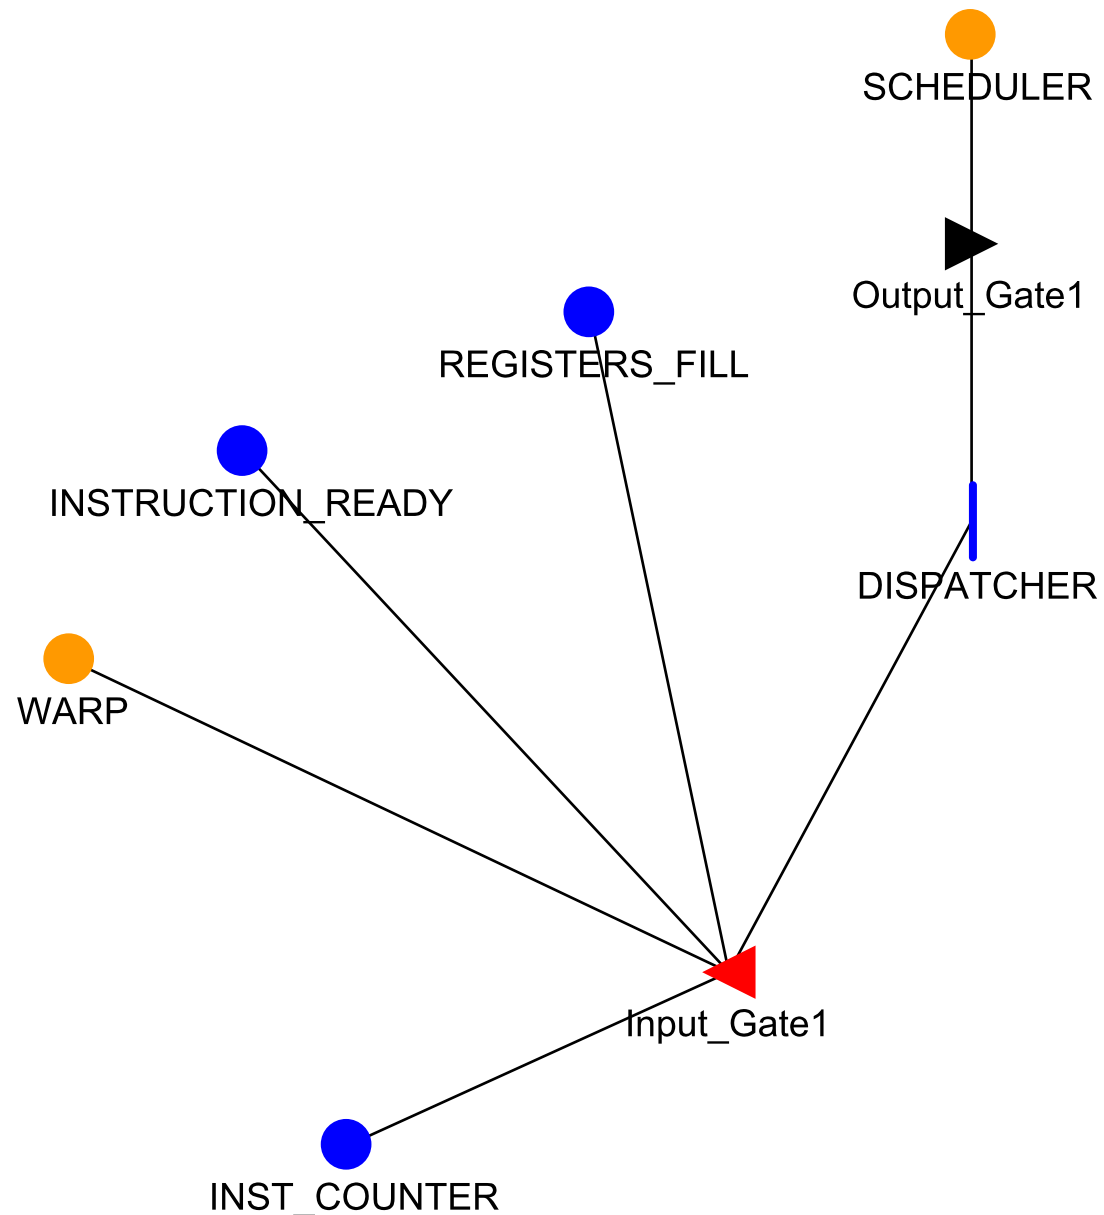 SCHEDULER
Output_Gate1
REGISTERS_FILL
INSTRUCTION_READY
DISPATCHER
WARP
Input_Gate1
INST_COUNTER